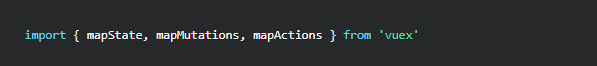 import { mapState, mapMutations, mapActions } from 'vuex'